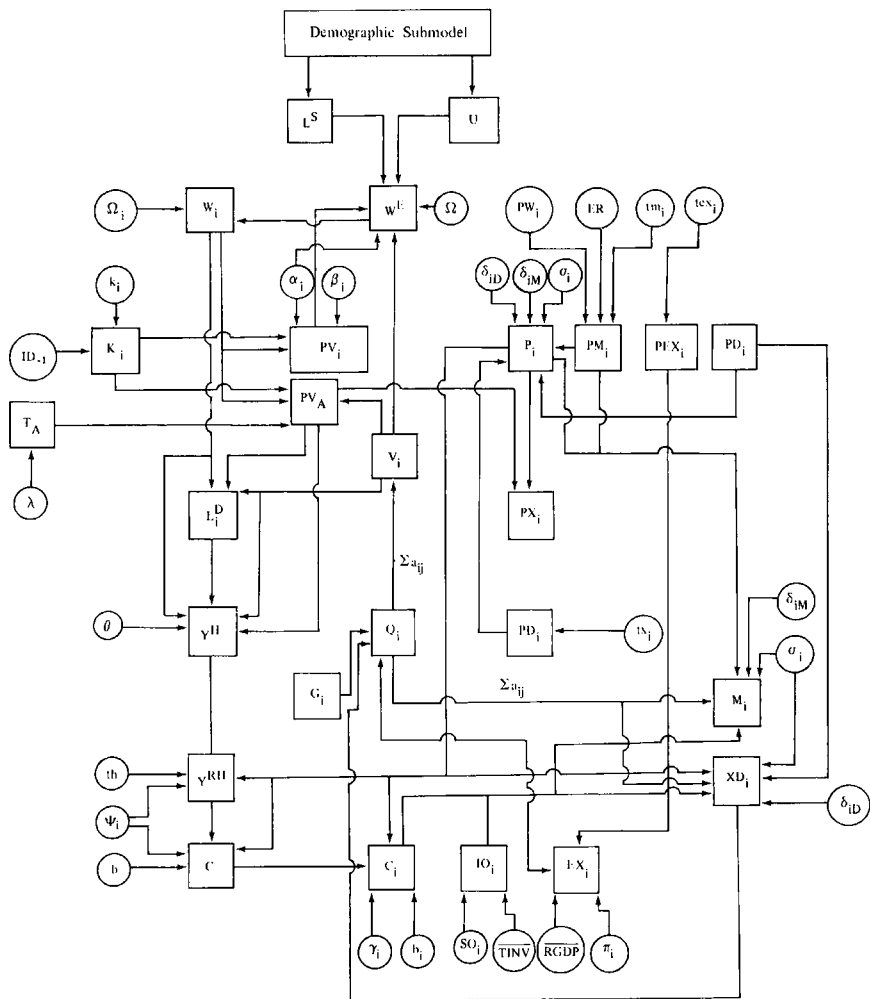 Demographic Submodel
L^S
U
Ω_i
W_i
W^E
Ω
PW_i
ER
tm_i
tex_i
k_i
α_i
β_i
δ_iD
δ_iM
σ_i
ID_-1
K_i
PV_i
P_i
PM_i
PEX_i
PD_i
T_A
PV_A
V_i
λ
L_i^D
PX_i
Σa_ij
δ_iM
θ
Y^H
Q_i
PD_i
tx_i
σ_i
G_i
Σa_ij
M_i
th
Y^RH
XD_i
Ψ_i
δ_iD
b
C
C_i
IO_i
EX_i
γ_i
b_i
SO_i
TINV
RGDP
π_i